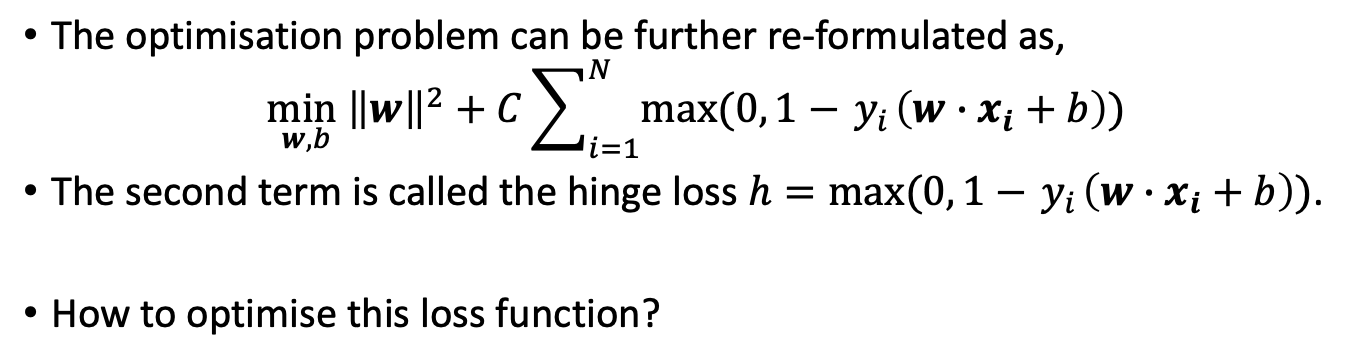 • The optimisation problem can be further re-formulated as,
min_{w,b} ‖w‖² + C ∑_{i=1}^{N} max(0, 1 − y_i (w · x_i + b))
• The second term is called the hinge loss h = max(0, 1 − y_i (w · x_i + b)).
• How to optimise this loss function?